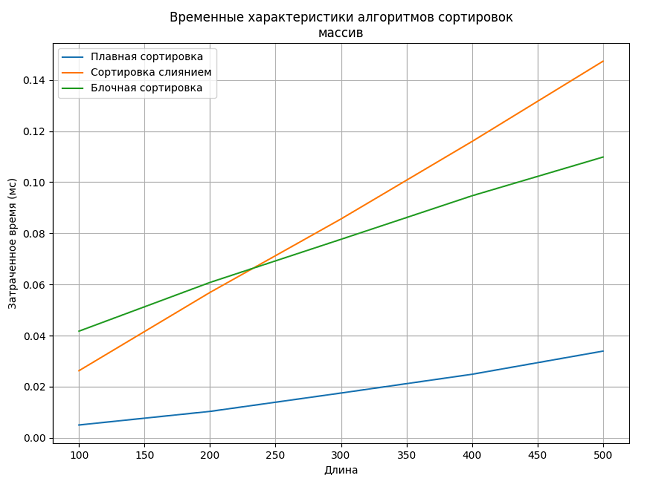 Временные характеристики алгоритмов сортировок
массив
Плавная сортировка
Сортировка слиянием
Блочная сортировка
Затраченное время (мс)
0.14
0.12
0.10
0.08
0.06
0.04
0.02
0.00
100 150 200 250 300 350 400 450 500
Длина